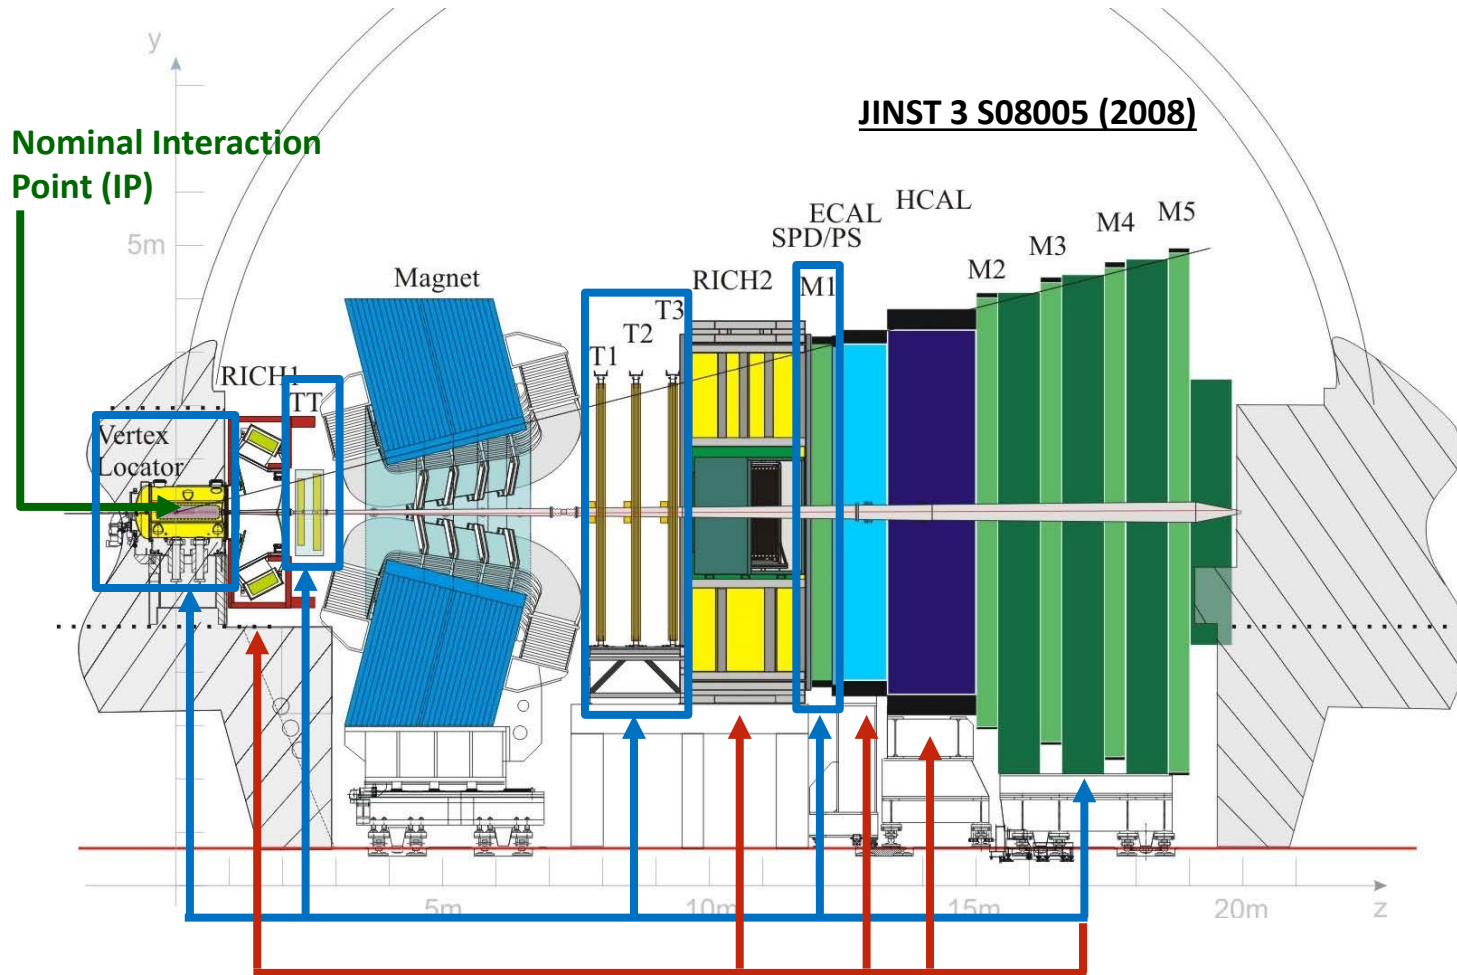 y
JINST 3 S08005 (2008)
Nominal Interaction
Point (IP)
5m
HCAL
ECAL
SPD/PS
M5
M4
M3
M2
M1
Magnet
RICH2
T3
T2
T1
RICH1
TT
Vertex
Locator
5m
10m
15m
20m
z